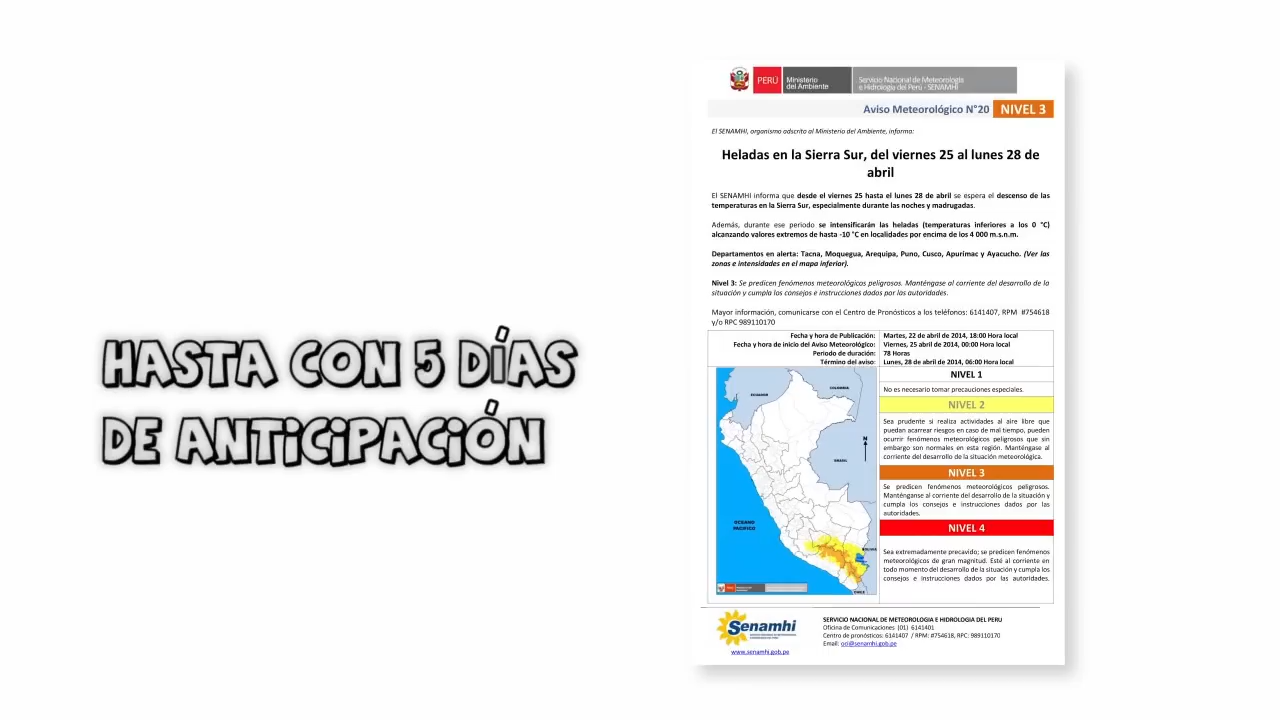 HASTA CON 5 DÍAS
DE ANTICIPACIÓN
PERÚ
Ministerio
del Ambiente
Servicio Nacional de Meteorología
e Hidrología del Perú - SENAMHI
Aviso Meteorológico N°20
NIVEL 3
El SENAMHI, organismo adscrito al Ministerio del Ambiente, informa:
Heladas en la Sierra Sur, del viernes 25 al lunes 28 de
abril
El SENAMHI informa que desde el viernes 25 hasta el lunes 28 de abril se espera el descenso de las
temperaturas en la Sierra Sur, especialmente durante las noches y madrugadas.
Además, durante ese periodo se intensificarán las heladas (temperaturas inferiores a los 0 °C)
alcanzando valores extremos de hasta -10 °C en localidades por encima de los 4 000 m.s.n.m.
Departamentos en alerta: Tacna, Moquegua, Arequipa, Puno, Cusco, Apurímac y Ayacucho. (Ver las
zonas e intensidades en el mapa inferior).
Nivel 3: Se predicen fenómenos meteorológicos peligrosos. Manténgase al corriente del desarrollo de la
situación y cumpla los consejos e instrucciones dados por las autoridades.
Mayor información, comunicarse con el Centro de Pronósticos a los teléfonos: 6141407, RPM #754618
y/o RPC 989110170
Fecha y hora de Publicación: Martes, 22 de abril de 2014, 18:00 Hora local
Fecha y hora de inicio del Aviso Meteorológico: Viernes, 25 abril de 2014, 00:00 Hora local
Periodo de duración: 78 Horas
Término del aviso: Lunes, 28 de abril de 2014, 06:00 Hora local
ECUADOR
COLOMBIA
N
BRASIL
OCEANO
PACIFICO
BOLIVIA
CHILE
NIVEL 1
No es necesario tomar precauciones especiales.
NIVEL 2
Sea prudente si realiza actividades al aire libre que
puedan acarrear riesgos en caso de mal tiempo, pueden
ocurrir fenómenos meteorológicos peligrosos que sin
embargo son normales en esta región. Manténgase al
corriente del desarrollo de la situación meteorológica.
NIVEL 3
Se predicen fenómenos meteorológicos peligrosos.
Manténganse al corriente del desarrollo de la situación y
cumpla los consejos e instrucciones dados por las
autoridades.
NIVEL 4
Sea extremadamente precavido; se predicen fenómenos
meteorológicos de gran magnitud. Esté al corriente en
todo momento del desarrollo de la situación y cumpla los
consejos e instrucciones dados por las autoridades.
Senamhi
www.senamhi.gob.pe
SERVICIO NACIONAL DE METEOROLOGIA E HIDROLOGIA DEL PERU
Oficina de Comunicaciones (01) 6141401
Centro de pronósticos: 6141407 / RPM: #754618, RPC: 989110170
Email: oci@senamhi.gob.pe